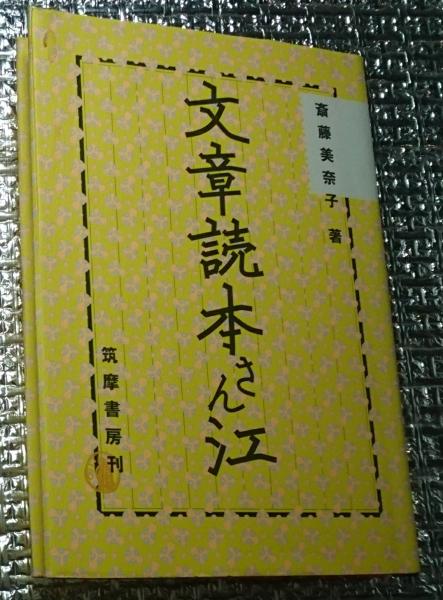 斎藤美奈子 著
文章読本さん江
筑摩書房刊